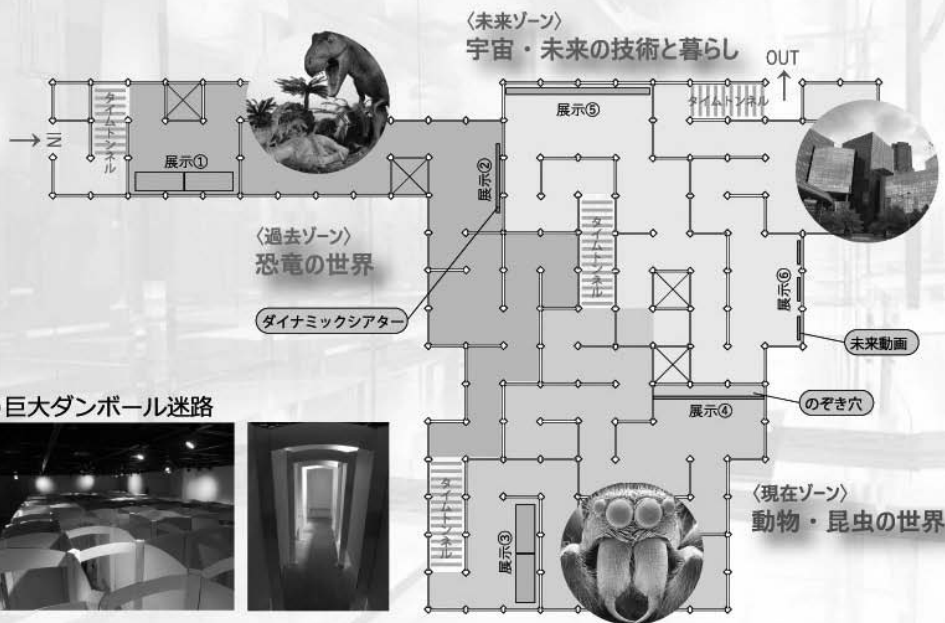 〈未来ゾーン〉
宇宙・未来の技術と暮らし
OUT
タイムトンネル
展示⑤
IN
タイムトンネル
展示①
展示②
タイムトンネル
〈過去ゾーン〉
恐竜の世界
ダイナミックシアター
展示⑥
未来動画
巨大ダンボール迷路
展示④
のぞき穴
タイムトンネル
展示③
〈現在ゾーン〉
動物・昆虫の世界